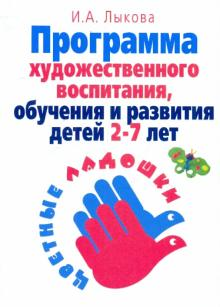 И.А. Лыкова
Программа
художественного
воспитания,
обучения и развития
детей 2-7 лет
ЦВЕТНЫЕ ЛАДОШКИ